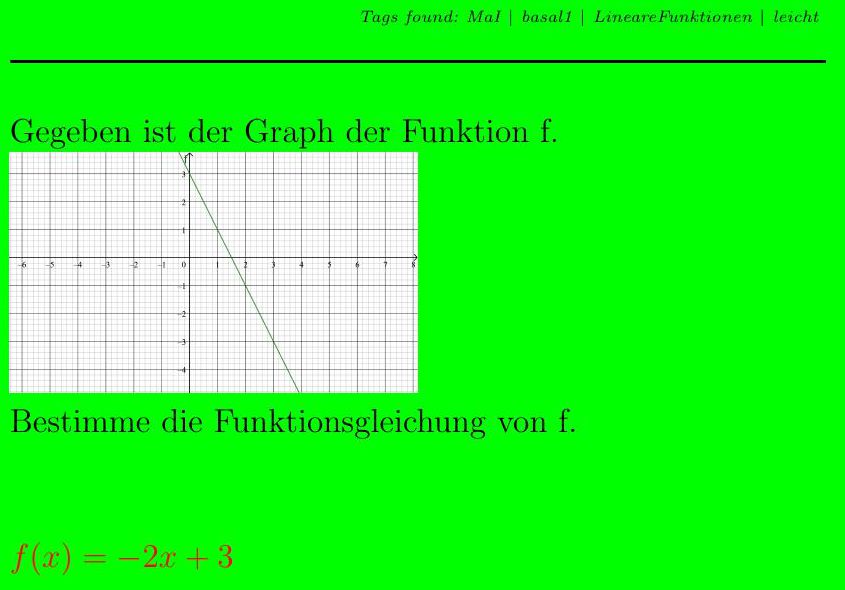 Tags found: MaI | basal1 | LineareFunktionen | leicht
Gegeben ist der Graph der Funktion f.
f
3
2
1
-6 -5 -4 -3 -2 -1 0 1 2 3 4 5 6 7 8
-1
-2
-3
-4
Bestimme die Funktionsgleichung von f.
f(x) = −2x + 3